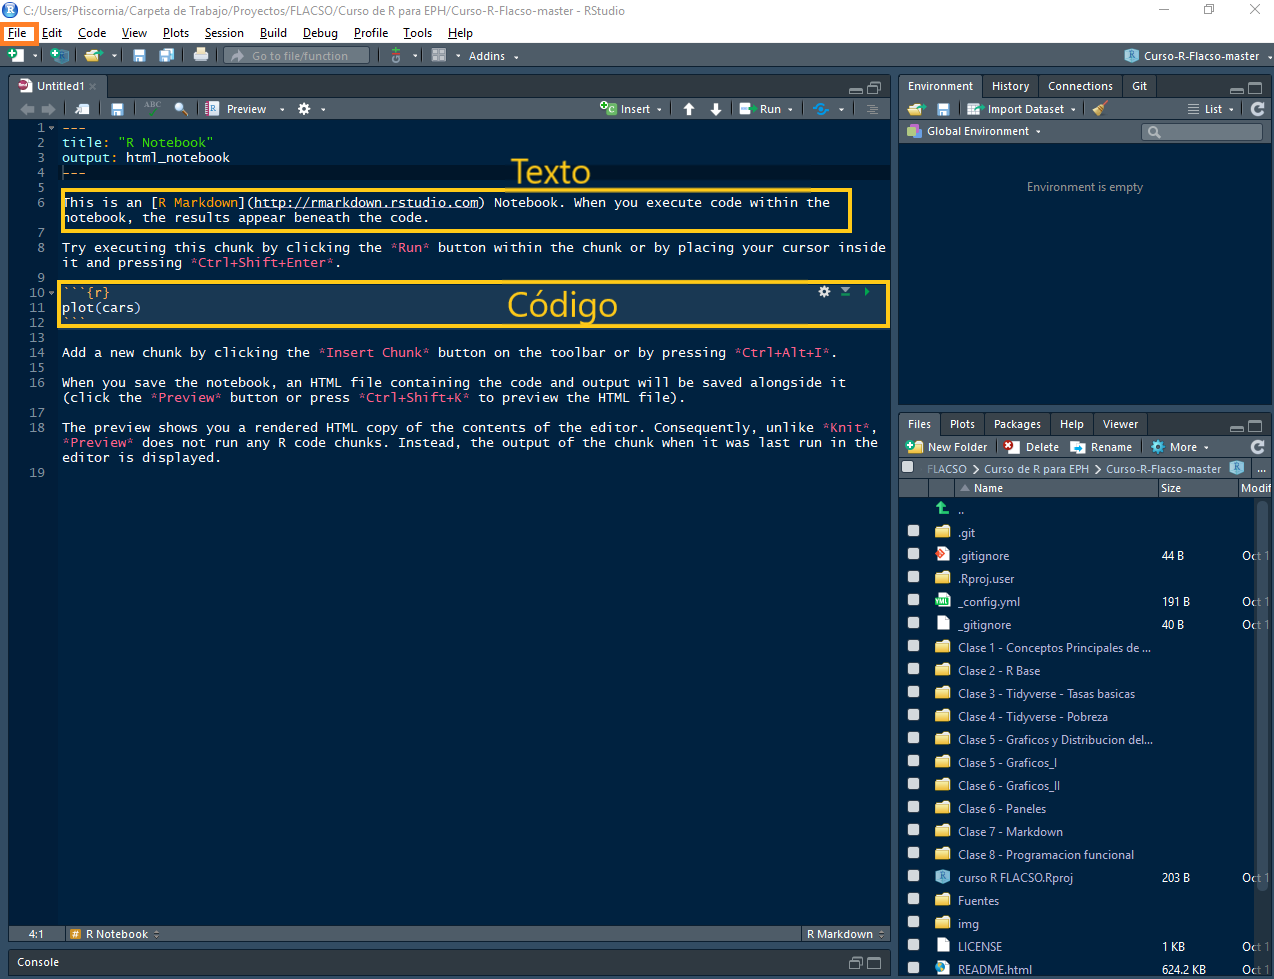 C:/Users/Ptiscornia/Carpeta de Trabajo/Proyectos/FLACSO/Curso de R para EPH/Curso-R-Flacso-master - RStudio
File Edit Code View Plots Session Build Debug Profile Tools Help
Go to file/function Addins Curso-R-Flacso-master
Untitled1
ABC Preview Insert Run
1 ---
2 title: "R Notebook"
3 output: html_notebook
4 ---
Texto
5
6 This is an [R Markdown](http://rmarkdown.rstudio.com) Notebook. When you execute code within the
notebook, the results appear beneath the code.
7
8 Try executing this chunk by clicking the *Run* button within the chunk or by placing your cursor inside
it and pressing *Ctrl+Shift+Enter*.
9
10 ```{r}
11 plot(cars)
Código
12 ```
13
14 Add a new chunk by clicking the *Insert Chunk* button on the toolbar or by pressing *Ctrl+Alt+I*.
15
16 When you save the notebook, an HTML file containing the code and output will be saved alongside it
(click the *Preview* button or press *Ctrl+Shift+K* to preview the HTML file).
17
18 The preview shows you a rendered HTML copy of the contents of the editor. Consequently, unlike *Knit*,
*Preview* does not run any R code chunks. Instead, the output of the chunk when it was last run in the
editor is displayed.
19
4:1 # R Notebook R Markdown
Console
Environment History Connections Git
Import Dataset List
Global Environment
Environment is empty
Files Plots Packages Help Viewer
New Folder Delete Rename More
FLACSO > Curso de R para EPH > Curso-R-Flacso-master ...
Name Size Modif
..
.git
.gitignore 44 B Oct 1
.Rproj.user
_config.yml 191 B Oct 1
_gitignore 40 B Oct 1
Clase 1 - Conceptos Principales de ...
Clase 2 - R Base
Clase 3 - Tidyverse - Tasas basicas
Clase 4 - Tidyverse - Pobreza
Clase 5 - Graficos y Distribucion del...
Clase 5 - Graficos_I
Clase 6 - Graficos_II
Clase 6 - Paneles
Clase 7 - Markdown
Clase 8 - Programacion funcional
curso R FLACSO.Rproj 203 B Oct 1
Fuentes
img
LICENSE 1 KB Oct 1
README.html 624.2 KB Oct 1